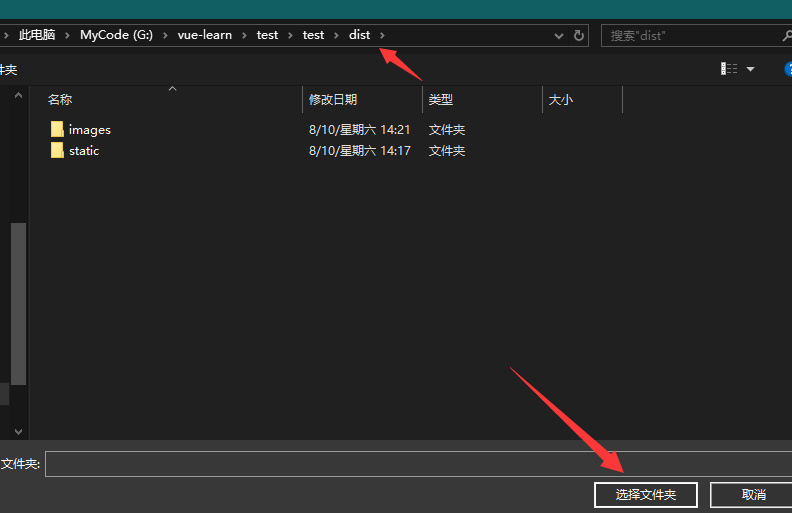 此电脑 > MyCode (G:) > vue-learn > test > test > dist >
搜索"dist"
件夹
名称 修改日期 类型 大小
images 8/10/星期六 14:21 文件夹
static 8/10/星期六 14:17 文件夹
文件夹:
选择文件夹 取消